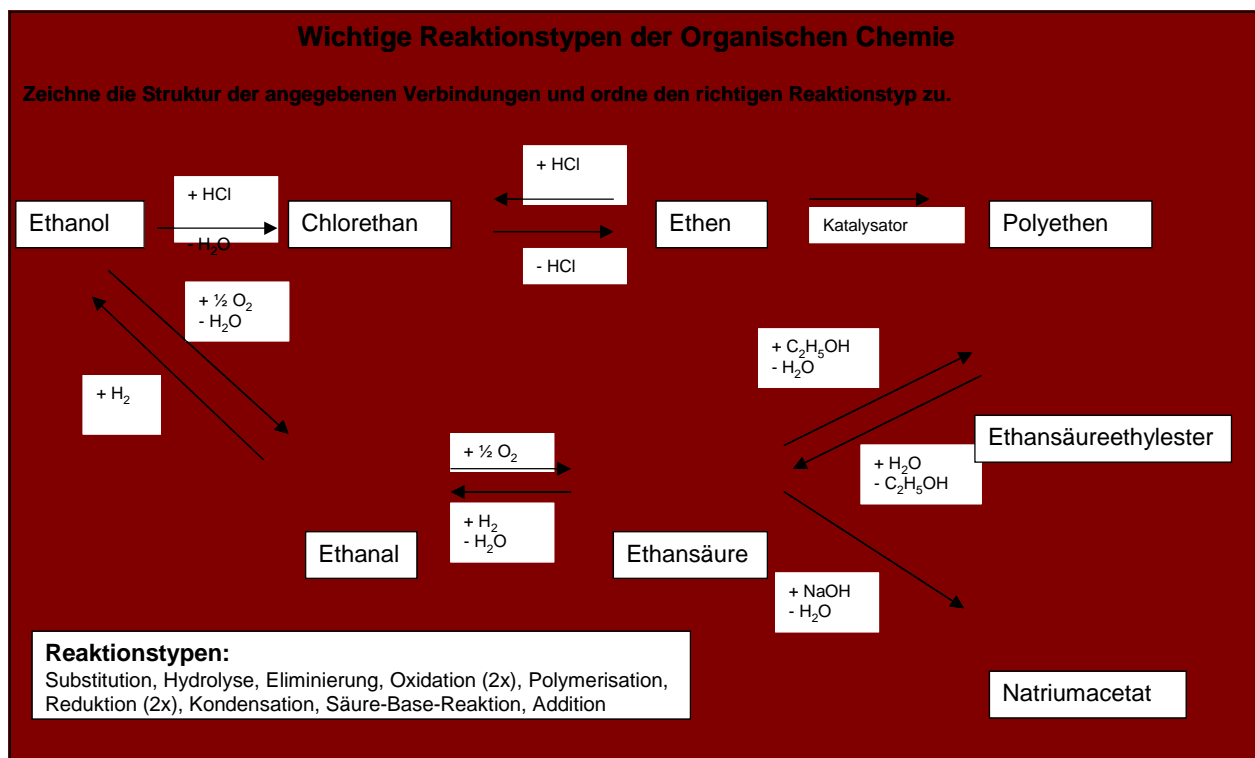 Wichtige Reaktionstypen der Organischen Chemie
Zeichne die Struktur der angegebenen Verbindungen und ordne den richtigen Reaktionstyp zu.
+ HCl
- H₂O
+ HCl
- HCl
Katalysator
Ethanol
Chlorethan
Ethen
Polyethen
+ ½ O₂
- H₂O
+ H₂
+ C₂H₅OH
- H₂O
Ethansäureethylester
+ H₂O
- C₂H₅OH
+ ½ O₂
+ H₂
- H₂O
Ethanal
Ethansäure
+ NaOH
- H₂O
Reaktionstypen:
Substitution, Hydrolyse, Eliminierung, Oxidation (2x), Polymerisation,
Reduktion (2x), Kondensation, Säure-Base-Reaktion, Addition
Natriumacetat